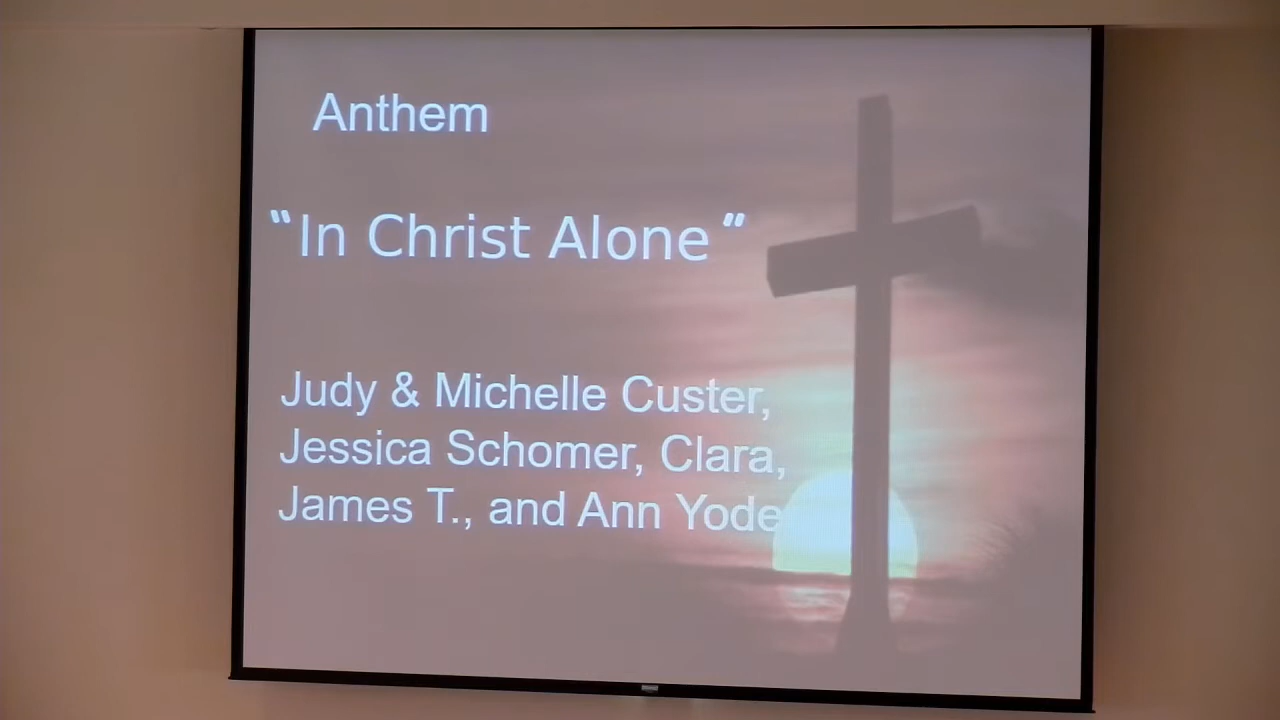 Anthem
"In Christ Alone"
Judy & Michelle Custer,
Jessica Schomer, Clara,
James T., and Ann Yode